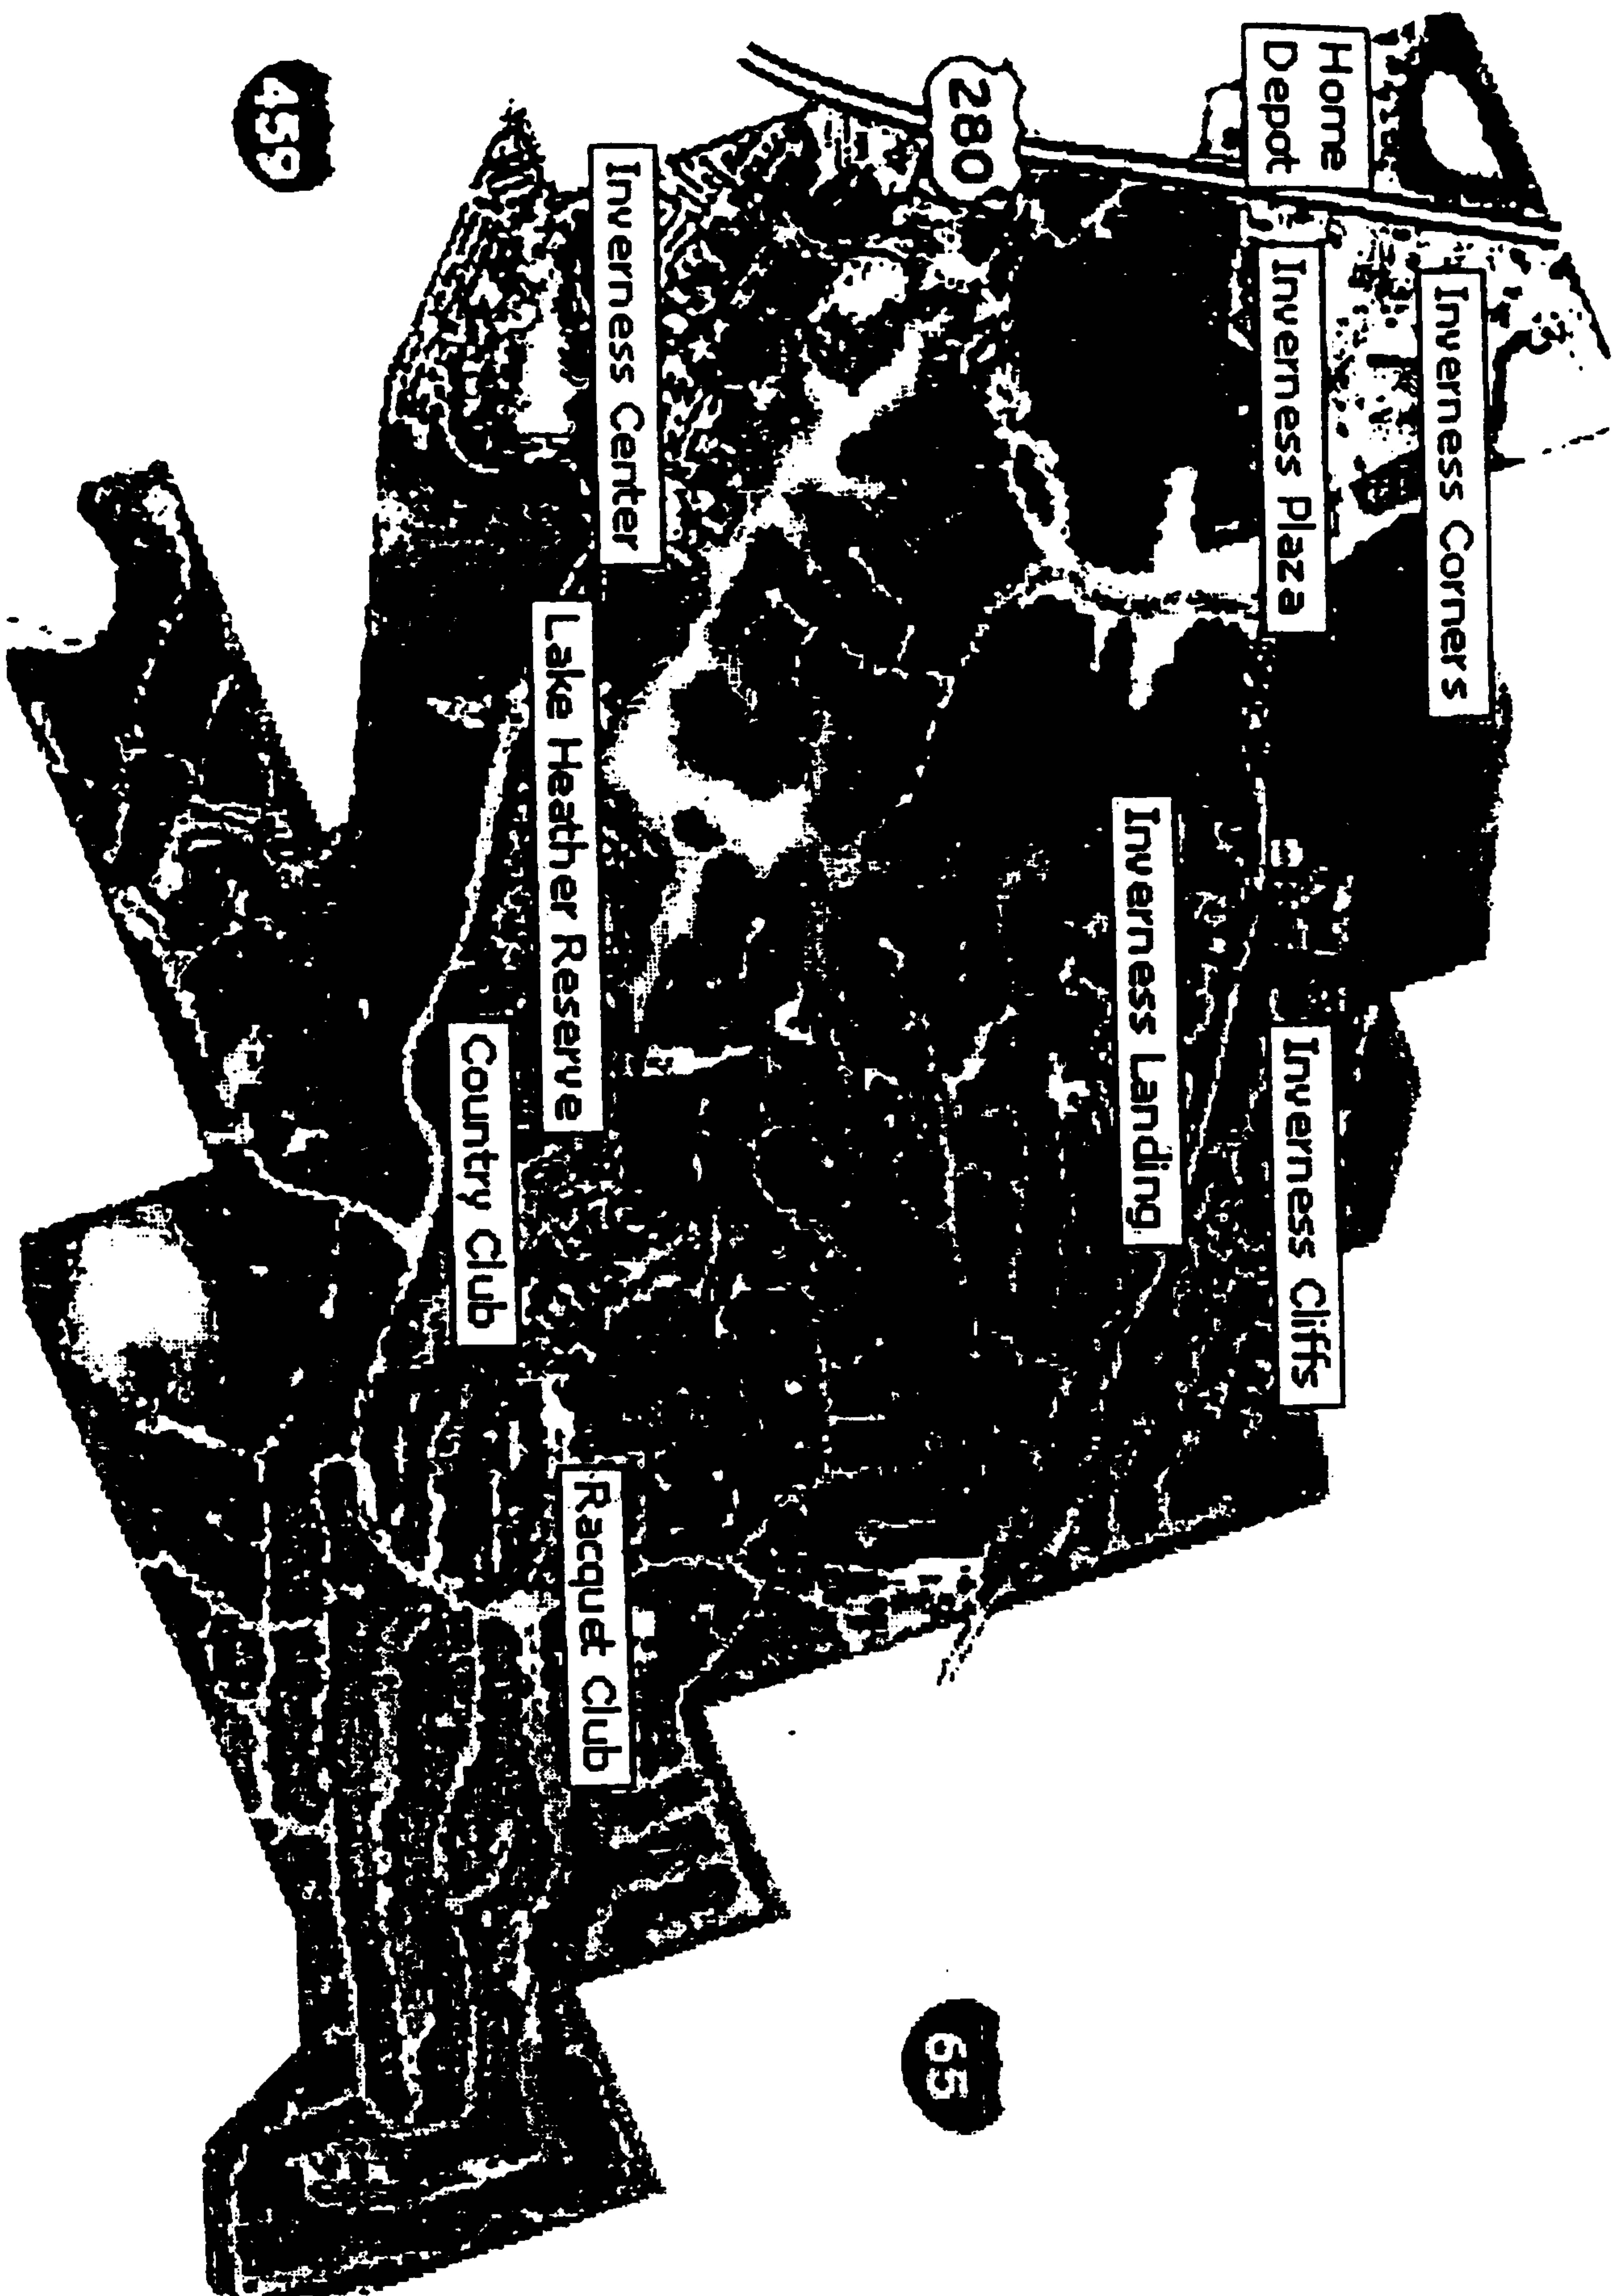 Home
Depot
Inverness Corners
Inverness Plaza
280
Inverness Cliffs
Inverness Landing
Inverness Center
Lake Heather Reserve
Racquet Club
Country Club
459
65